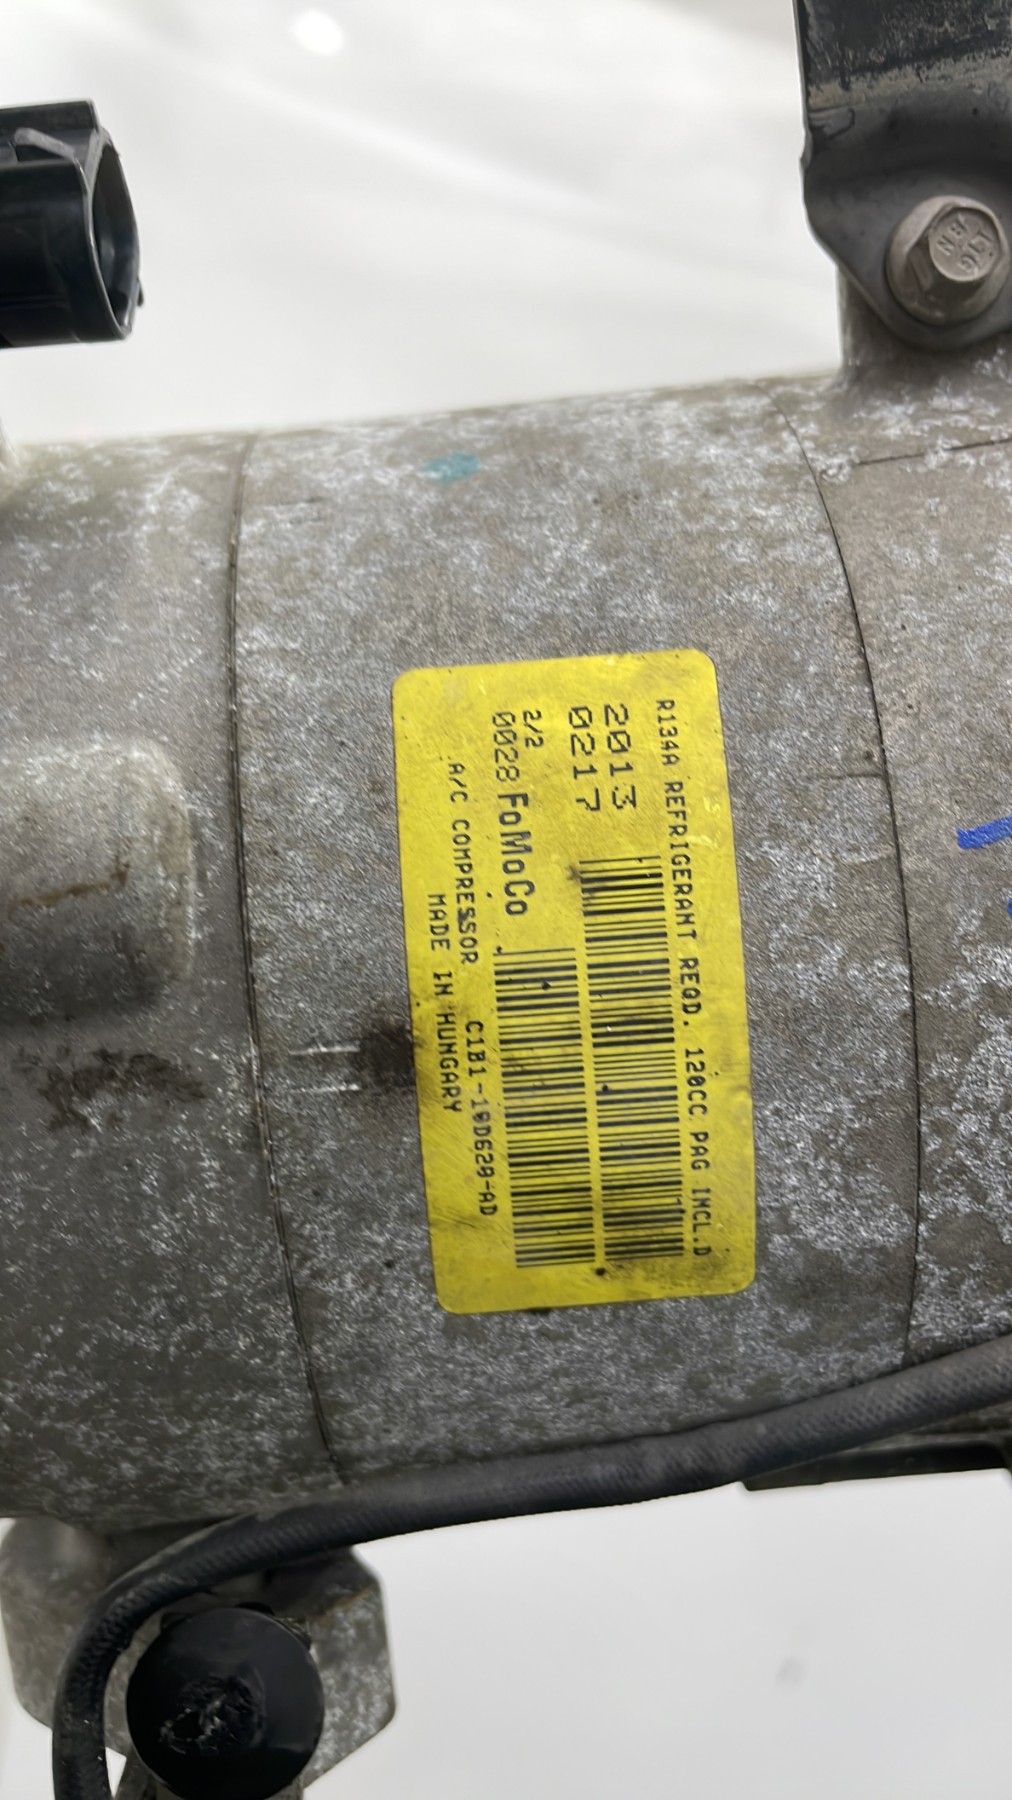 R134A REFRIGERANT REQD. 120CC PAG INCL.D
2013
0217
2/2
0028 FoMoCo
A/C COMPRESSOR C1B1-19D629-AD
MADE IN HUNGARY